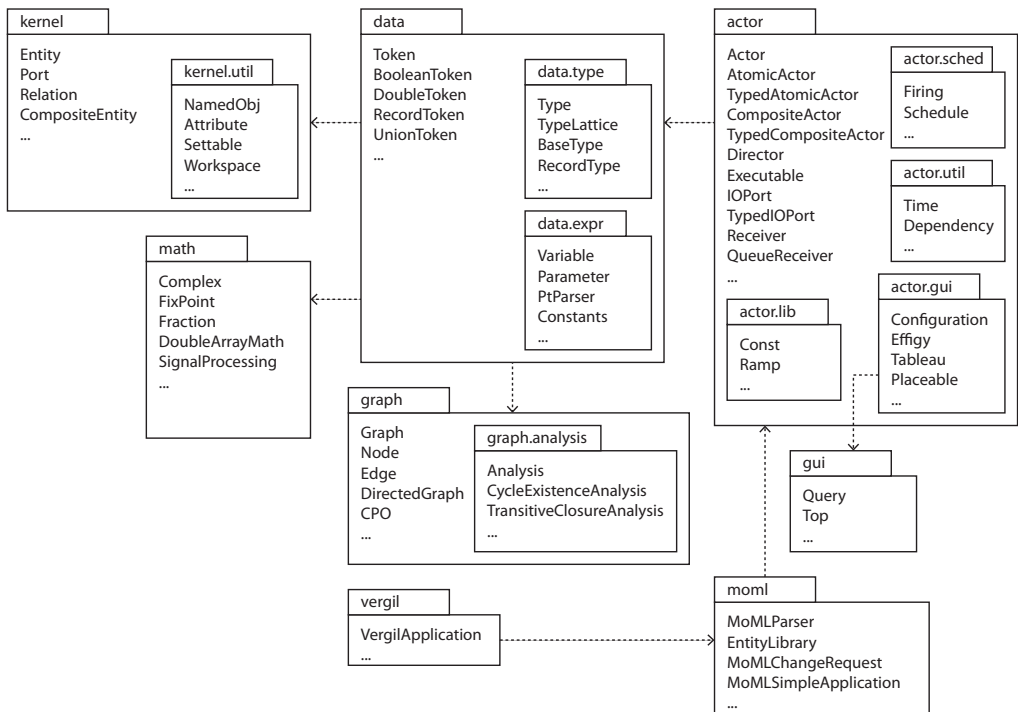 kernel
Entity
Port
Relation
CompositeEntity
...
kernel.util
NamedObj
Attribute
Settable
Workspace
...
data
Token
BooleanToken
DoubleToken
RecordToken
UnionToken
...
data.type
Type
TypeLattice
BaseType
RecordType
...
data.expr
Variable
Parameter
PtParser
Constants
...
actor
Actor
AtomicActor
TypedAtomicActor
CompositeActor
TypedCompositeActor
Director
Executable
IOPort
TypedIOPort
Receiver
QueueReceiver
...
actor.sched
Firing
Schedule
...
actor.util
Time
Dependency
...
actor.lib
Const
Ramp
...
actor.gui
Configuration
Effigy
Tableau
Placeable
...
math
Complex
FixPoint
Fraction
DoubleArrayMath
SignalProcessing
...
graph
Graph
Node
Edge
DirectedGraph
CPO
...
graph.analysis
Analysis
CycleExistenceAnalysis
TransitiveClosureAnalysis
...
gui
Query
Top
...
vergil
VergilApplication
...
moml
MoMLParser
EntityLibrary
MoMLChangeRequest
MoMLSimpleApplication
...